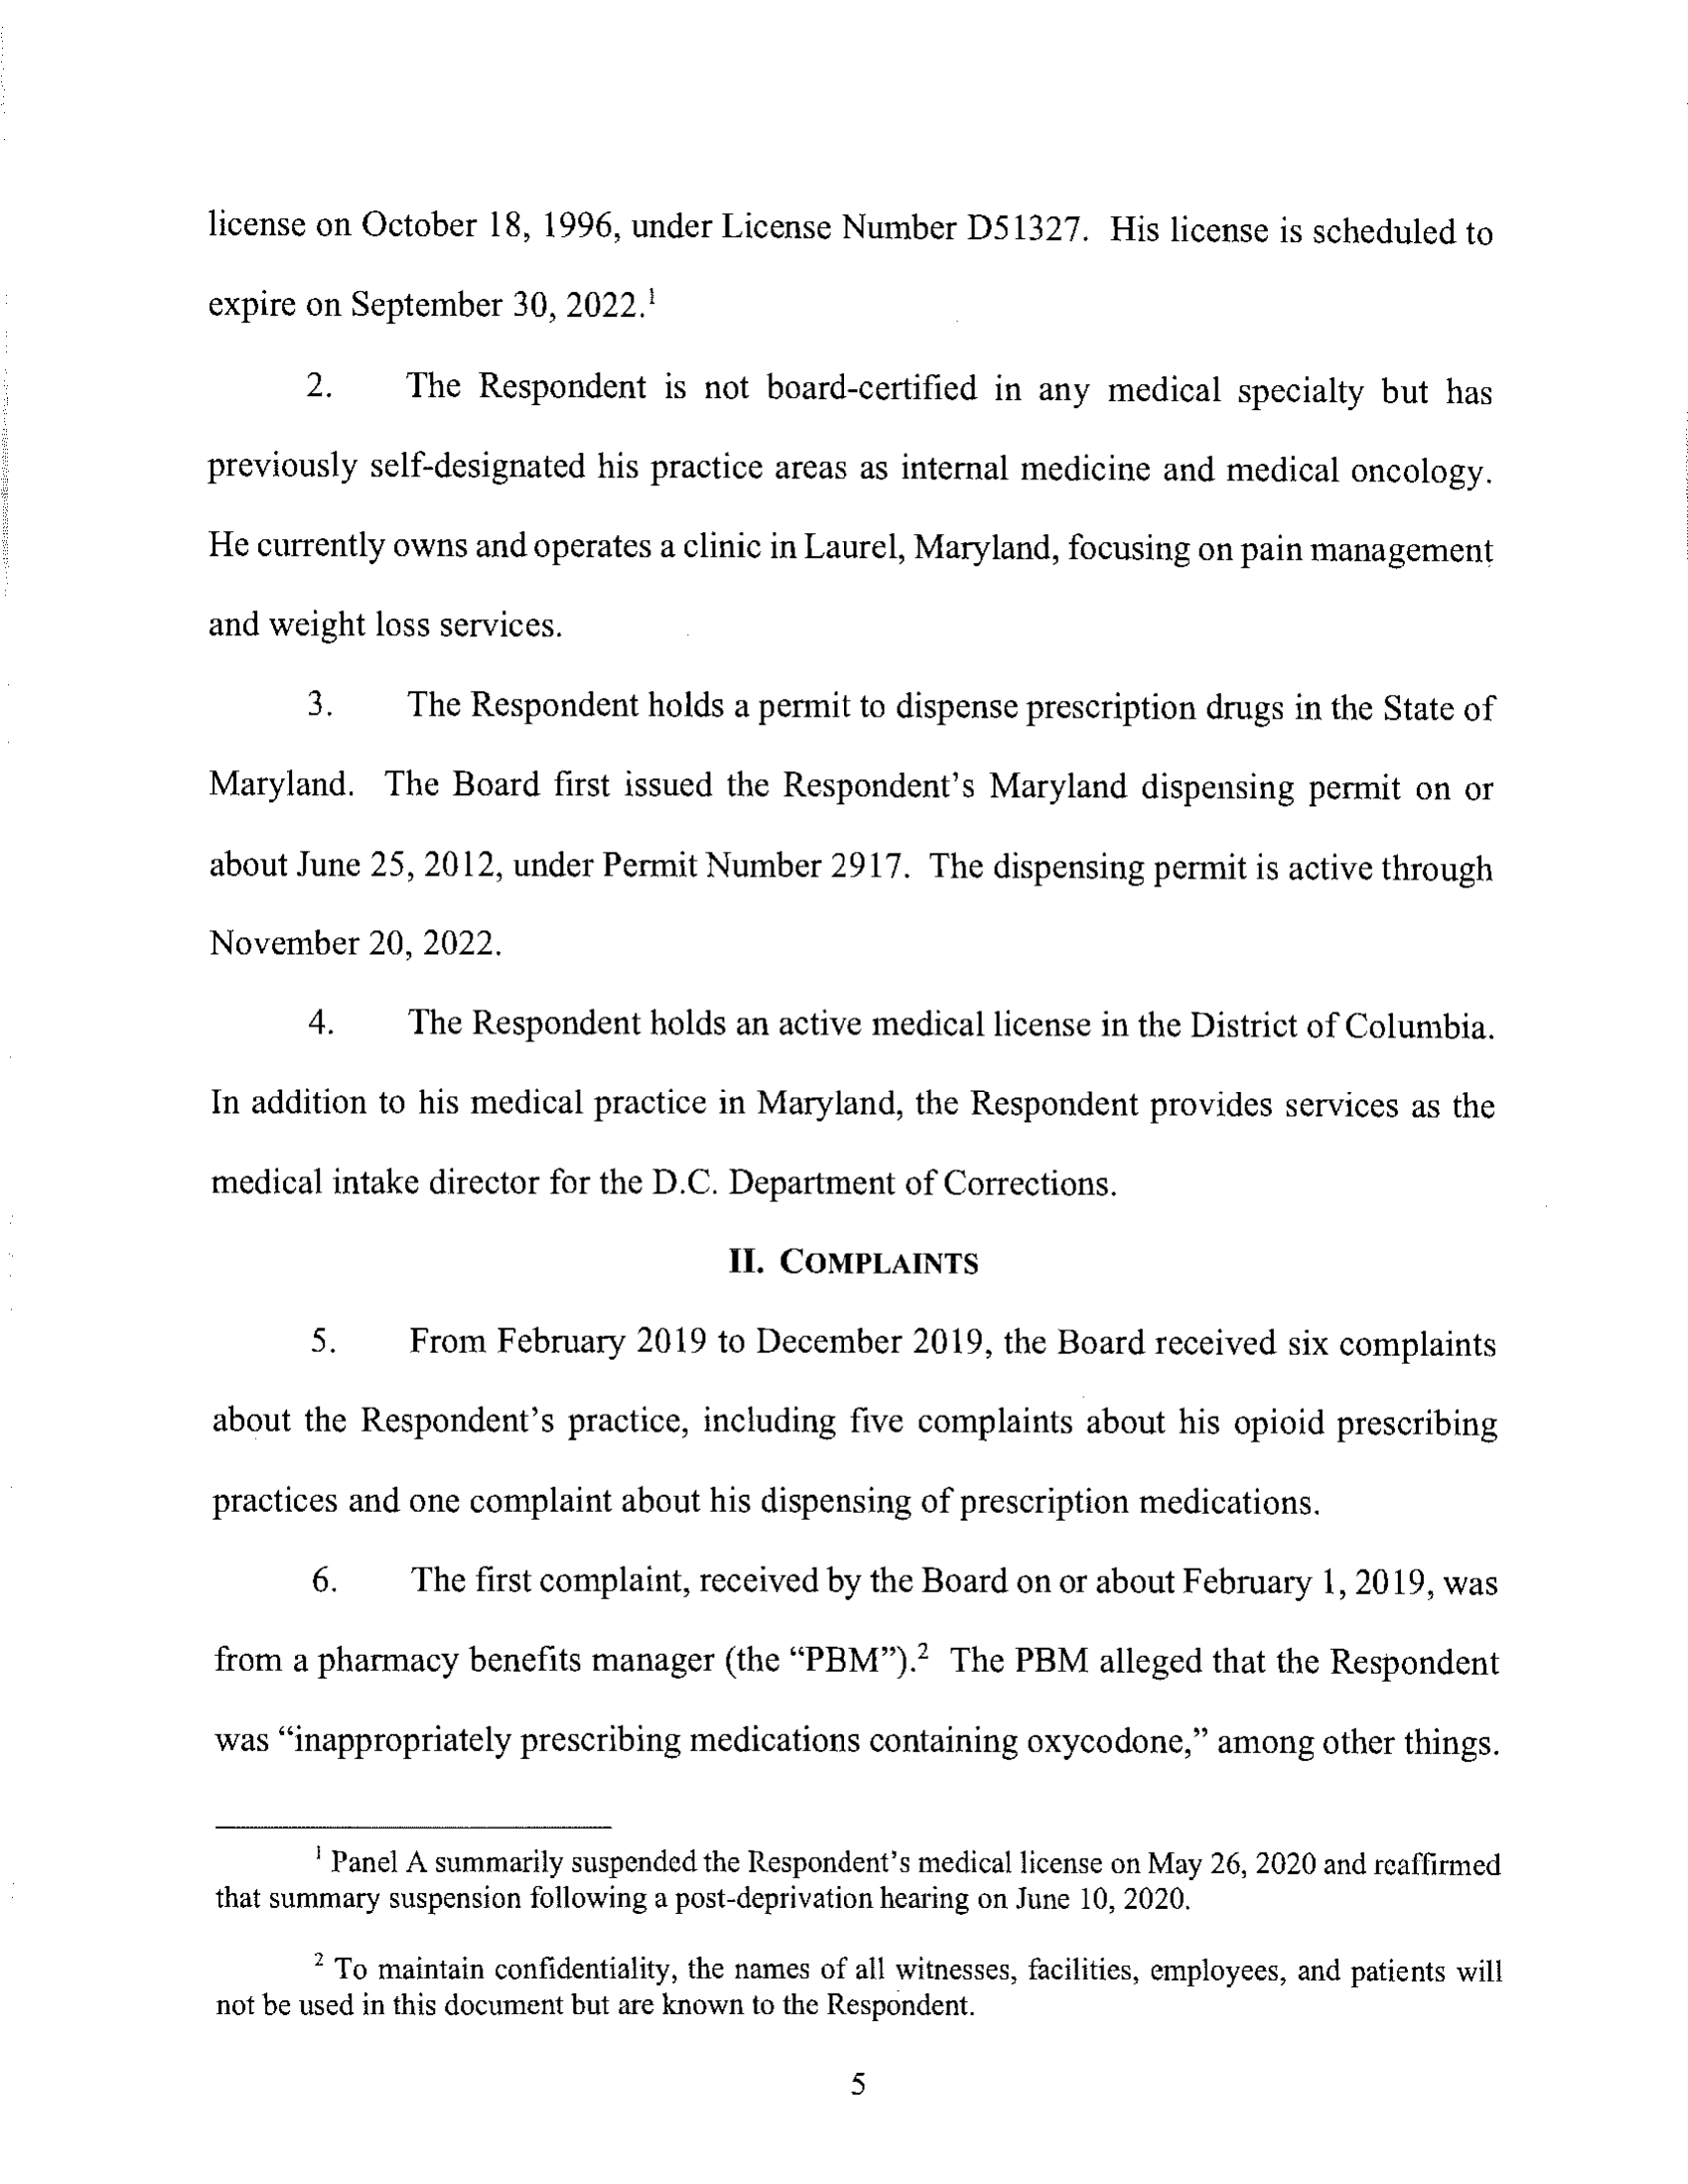 license on October 18, 1996, under License Number D51327. His license is scheduled to
expire on September 30, 2022.¹
2. The Respondent is not board-certified in any medical specialty but has
previously self-designated his practice areas as internal medicine and medical oncology.
He currently owns and operates a clinic in Laurel, Maryland, focusing on pain management
and weight loss services.
3. The Respondent holds a permit to dispense prescription drugs in the State of
Maryland. The Board first issued the Respondent's Maryland dispensing permit on or
about June 25, 2012, under Permit Number 2917. The dispensing permit is active through
November 20, 2022.
4. The Respondent holds an active medical license in the District of Columbia.
In addition to his medical practice in Maryland, the Respondent provides services as the
medical intake director for the D.C. Department of Corrections.
II. COMPLAINTS
5. From February 2019 to December 2019, the Board received six complaints
about the Respondent's practice, including five complaints about his opioid prescribing
practices and one complaint about his dispensing of prescription medications.
6. The first complaint, received by the Board on or about February 1, 2019, was
from a pharmacy benefits manager (the “PBM”).² The PBM alleged that the Respondent
was “inappropriately prescribing medications containing oxycodone,” among other things.
¹ Panel A summarily suspended the Respondent's medical license on May 26, 2020 and reaffirmed
that summary suspension following a post-deprivation hearing on June 10, 2020.
² To maintain confidentiality, the names of all witnesses, facilities, employees, and patients will
not be used in this document but are known to the Respondent.
5